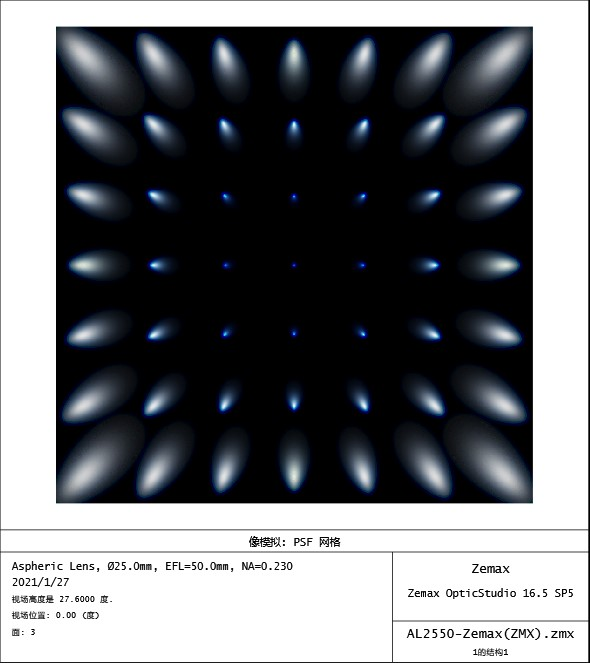 像模拟: PSF 网格
Aspheric Lens, Ø25.0mm, EFL=50.0mm, NA=0.230
2021/1/27
视场高度是 27.6000 度.
视场位置: 0.00 (度)
面: 3
Zemax
Zemax OpticStudio 16.5 SP5
AL2550-Zemax(ZMX).zmx
1的结构1